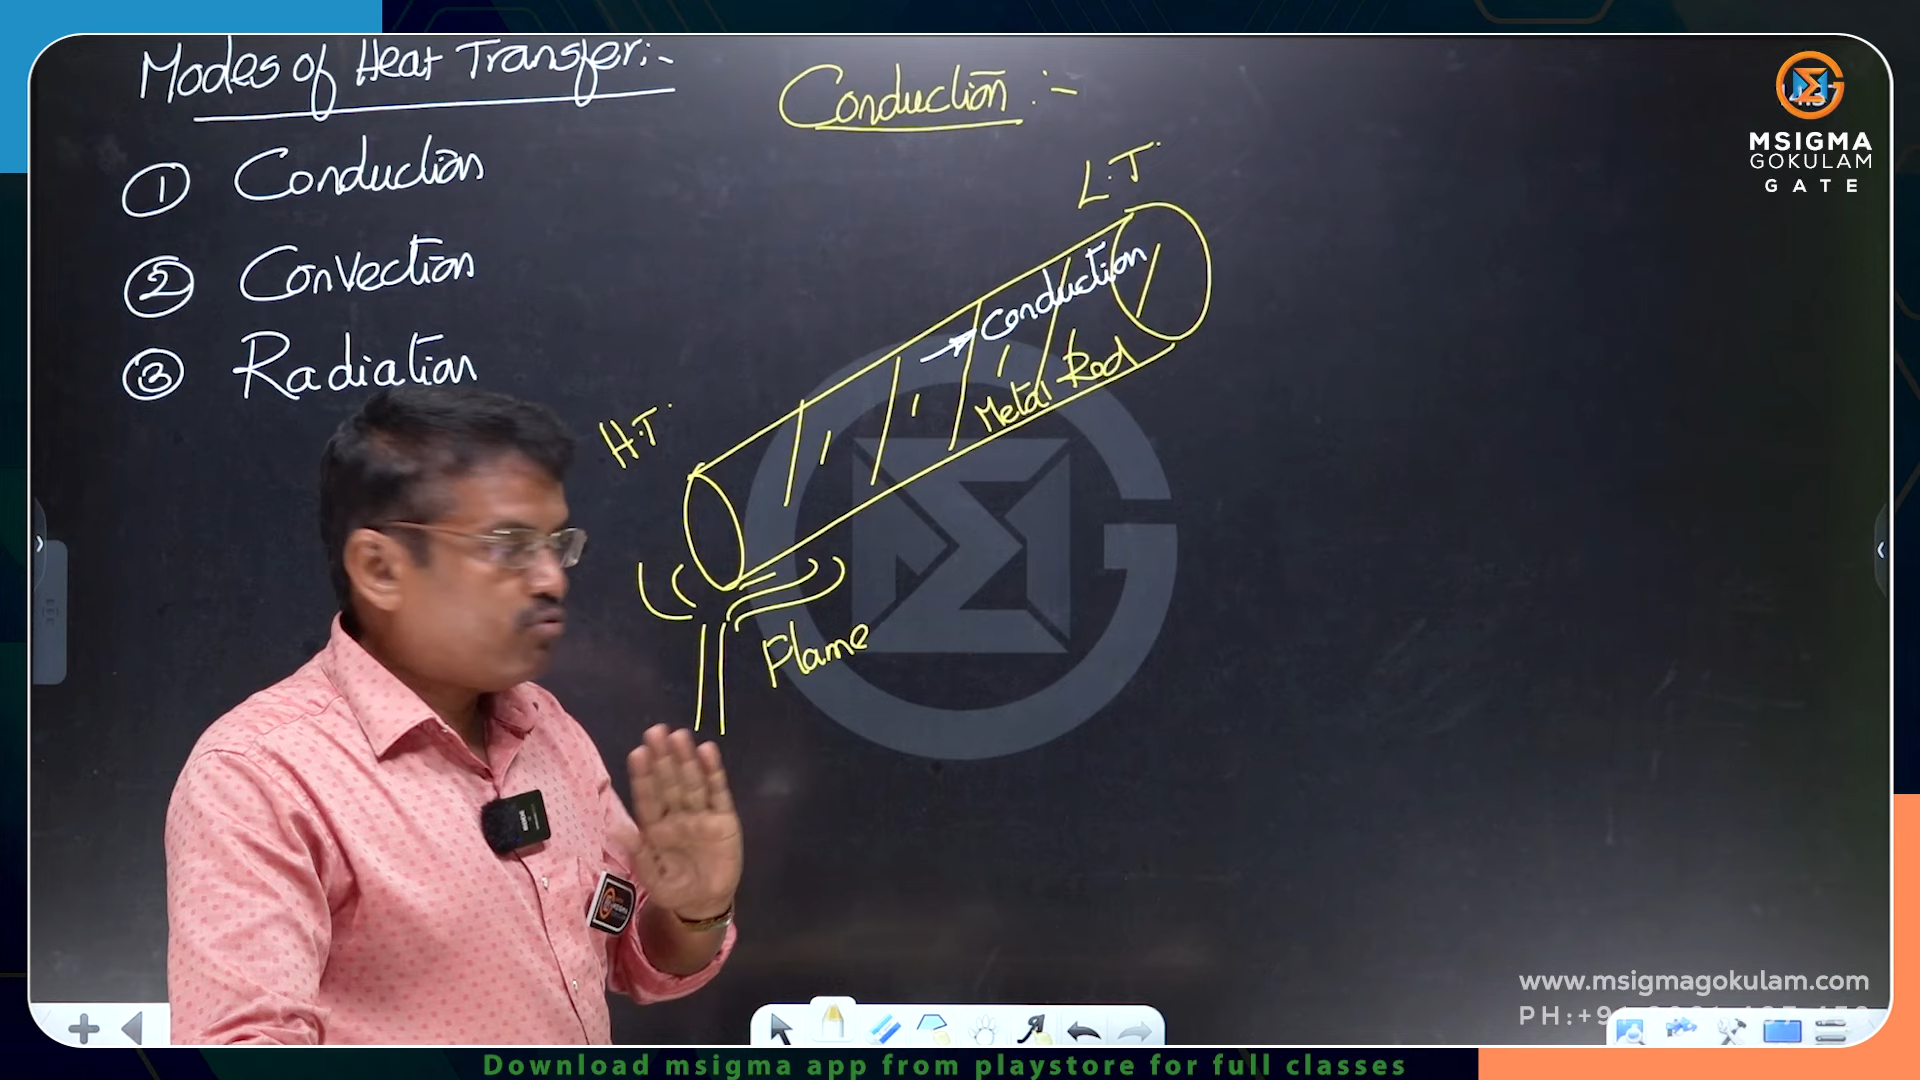 Modes of Heat Transfer:-
① Conduction
② Convection
③ Radiation
Conduction :-
L.T.
→ Conduction
Metal Rod
H.T.
Flame
MSIGMA
GOKULAM
GATE
www.msigmagokulam.com
Download msigma app from playstore for full classes